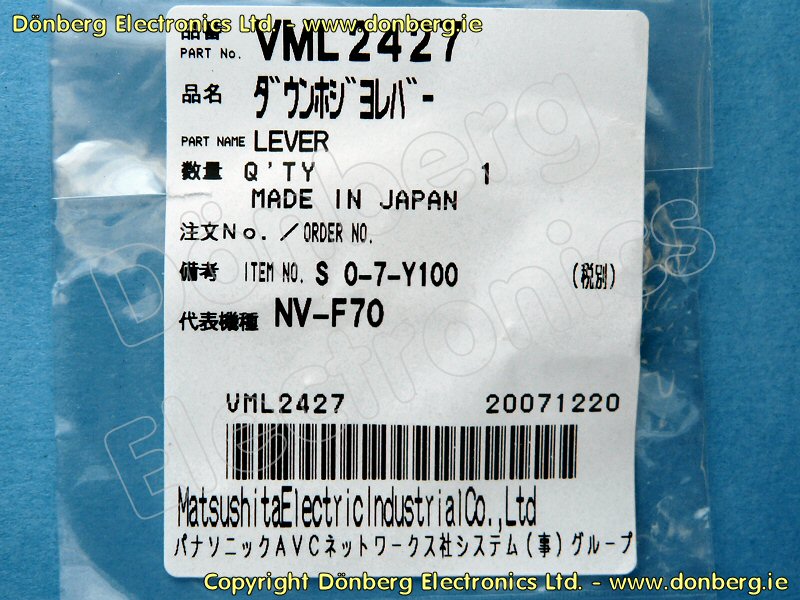 Dönberg Electronics Ltd. - www.donberg.ie
品番
PART No. VML2427
品名 ダウンホジヨレバー
PART NAME LEVER
数量 Q'TY 1
MADE IN JAPAN
注文No. / ORDER NO.
備考 ITEM NO. S 0-7-Y100 (税別)
代表機種 NV-F70
VML2427 20071220
MatsushitaElectricIndustrialCo.,Ltd
パナソニックAVCネットワークス社システム(事)グループ
Dönberg
Electronics
© Copyright Dönberg Electronics Ltd. - www.donberg.ie